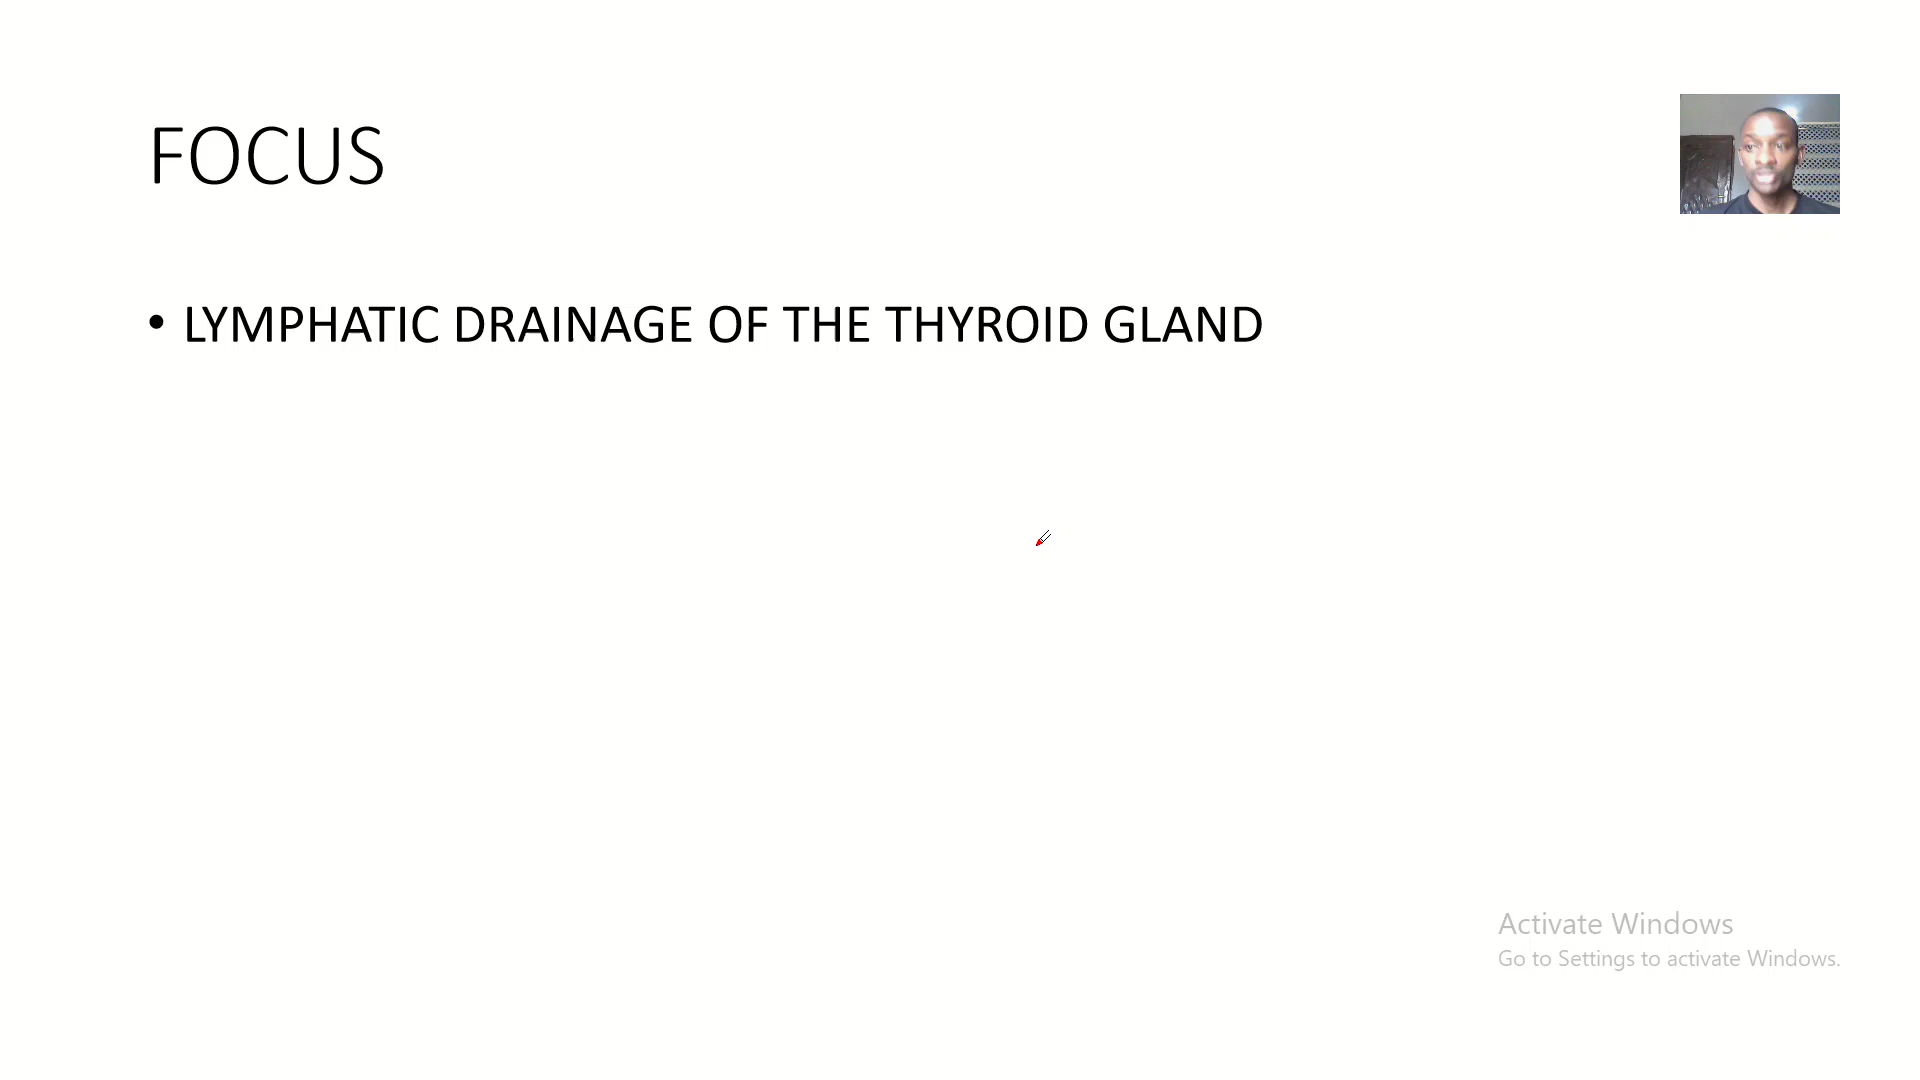 FOCUS
• LYMPHATIC DRAINAGE OF THE THYROID GLAND
Activate Windows
Go to Settings to activate Windows.